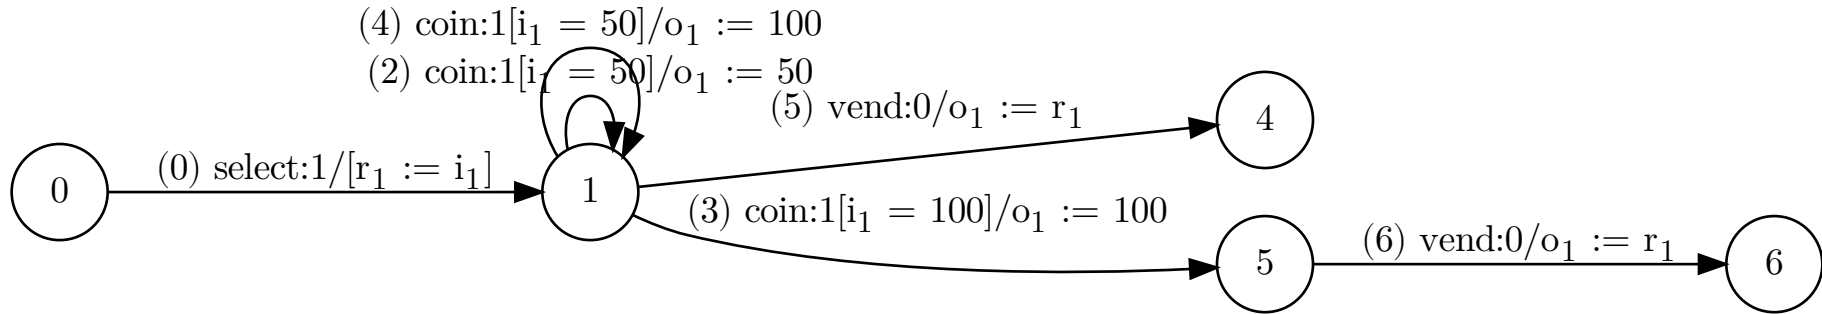 (4) coin:1[i₁ = 50]/o₁ := 100
(2) coin:1[i₁ = 50]/o₁ := 50
(5) vend:0/o₁ := r₁
4
0
(0) select:1/[r₁ := i₁]
1
(3) coin:1[i₁ = 100]/o₁ := 100
5
(6) vend:0/o₁ := r₁
6